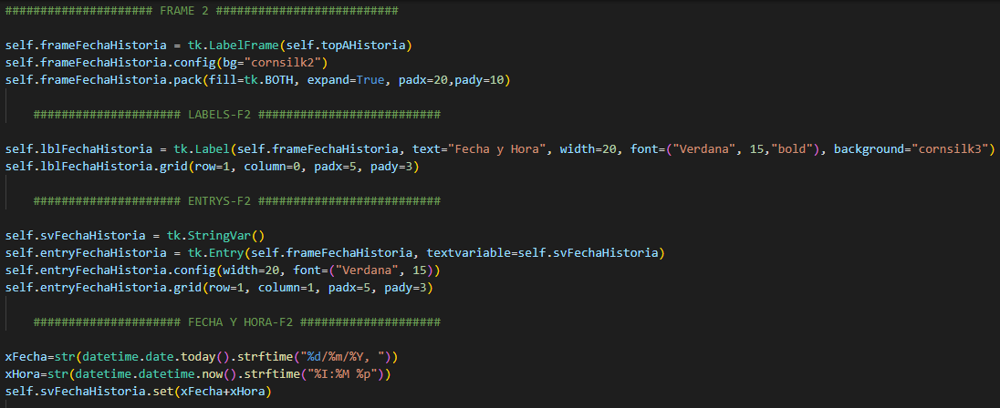 ##################### FRAME 2 ##########################
self.frameFechaHistoria = tk.LabelFrame(self.topAHistoria)
self.frameFechaHistoria.config(bg="cornsilk2")
self.frameFechaHistoria.pack(fill=tk.BOTH, expand=True, padx=20,pady=10)
##################### LABELS-F2 ##########################
self.lblFechaHistoria = tk.Label(self.frameFechaHistoria, text="Fecha y Hora", width=20, font=("Verdana", 15,"bold"), background="cornsilk3")
self.lblFechaHistoria.grid(row=1, column=0, padx=5, pady=3)
##################### ENTRYS-F2 ##########################
self.svFechaHistoria = tk.StringVar()
self.entryFechaHistoria = tk.Entry(self.frameFechaHistoria, textvariable=self.svFechaHistoria)
self.entryFechaHistoria.config(width=20, font=("Verdana", 15))
self.entryFechaHistoria.grid(row=1, column=1, padx=5, pady=3)
##################### FECHA Y HORA-F2 ####################
xFecha=str(datetime.date.today().strftime("%d/%m/%Y, "))
xHora=str(datetime.datetime.now().strftime("%I:%M %p"))
self.svFechaHistoria.set(xFecha+xHora)